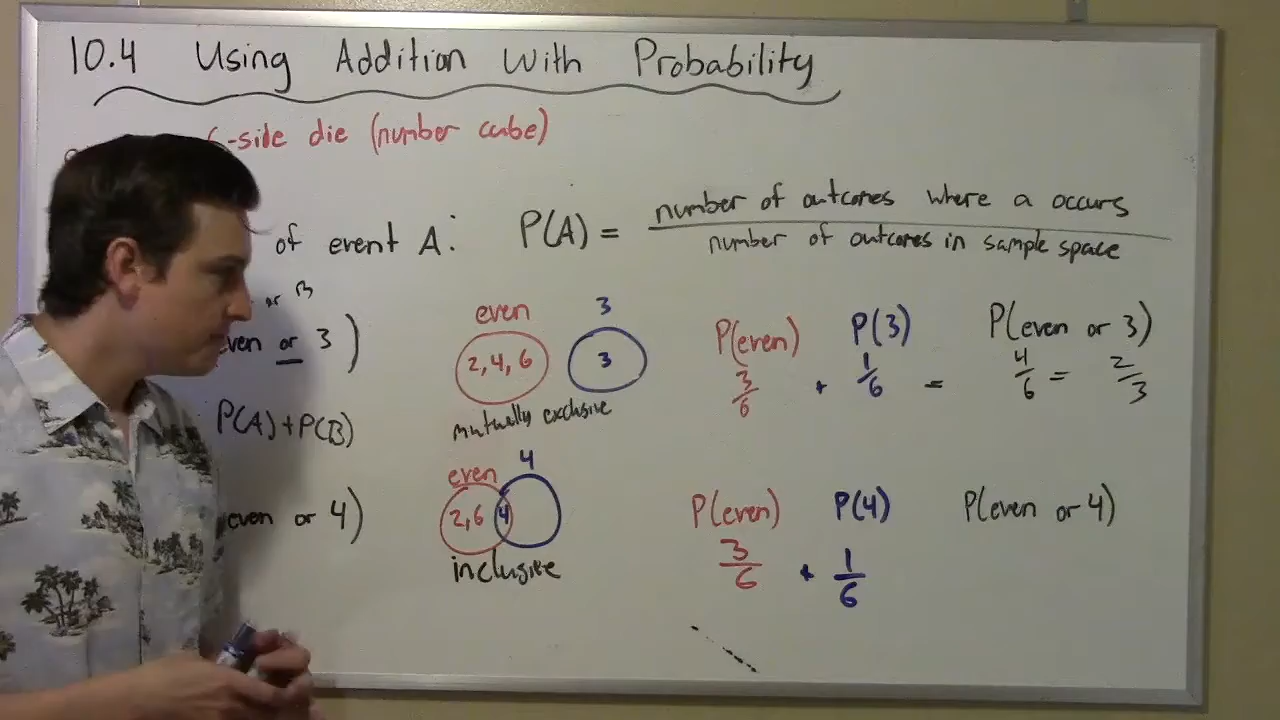 10.4 Using Addition With Probability
6-side die (number cube)
of event A: P(A) = number of outcomes where a occurs
number of outcomes in sample space
or B
even or 3)
even
2, 4, 6
3
3
mutually exclusive
P(even) + P(3) = P(even or 3)
3/6 + 1/6 = 4/6 = 2/3
P(A)+P(B)
even or 4)
even
4
2, 6 4
inclusive
P(even) P(4) P(even or 4)
3/6 + 1/6